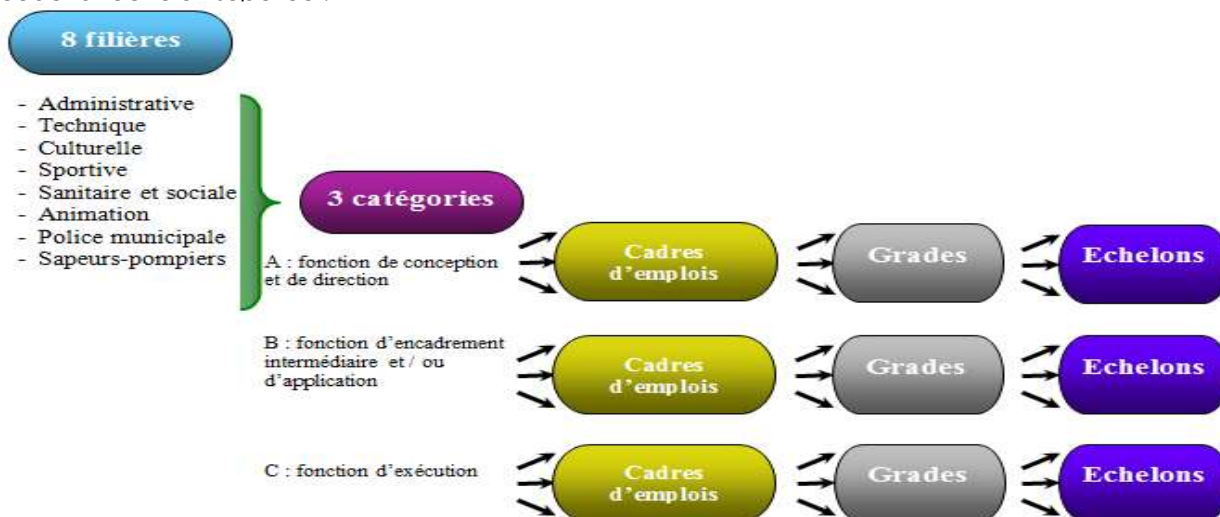 8 filières
- Administrative
- Technique
- Culturelle
- Sportive
- Sanitaire et sociale
- Animation
- Police municipale
- Sapeurs-pompiers
3 catégories
A : fonction de conception
et de direction
Cadres
d'emplois
Grades
Echelons
B : fonction d'encadrement
intermédiaire et / ou
d'application
Cadres
d'emplois
Grades
Echelons
C : fonction d'exécution
Cadres
d'emplois
Grades
Echelons